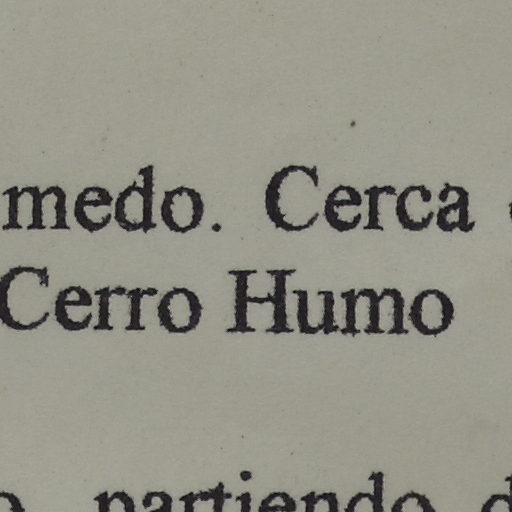 medo. Cerca
Cerro Humo
partiendo